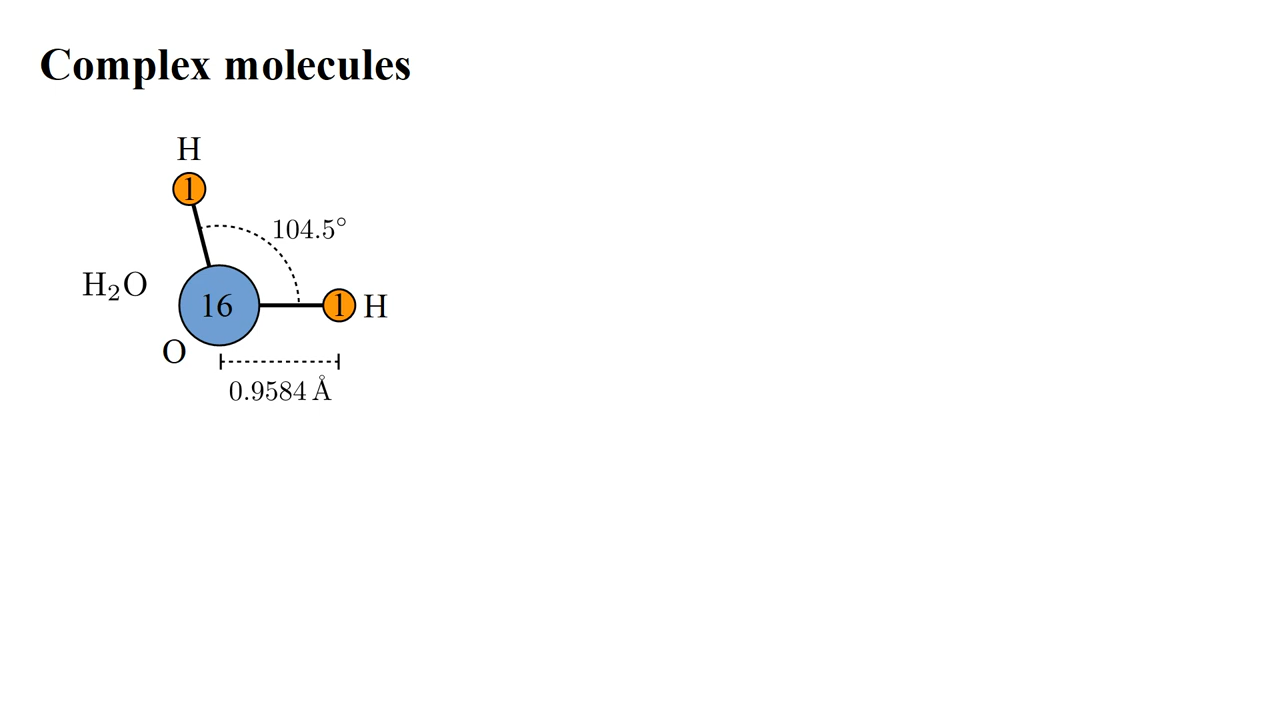 Complex molecules
H
1
104.5°
H₂O
16
1
H
O
0.9584 Å